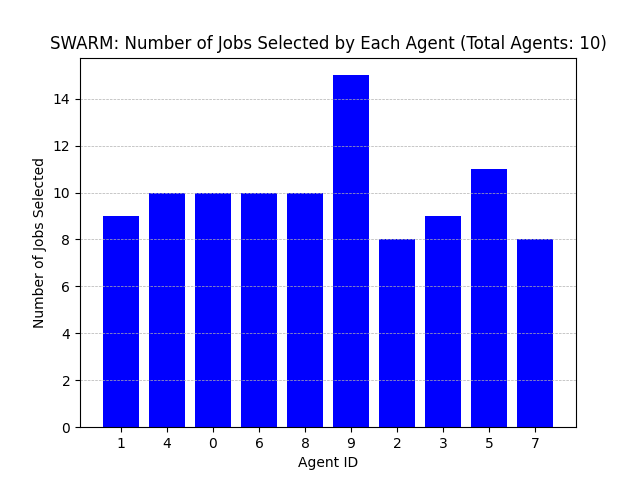 SWARM: Number of Jobs Selected by Each Agent (Total Agents: 10)
14
12
10
8
6
4
2
0
Number of Jobs Selected
1 4 0 6 8 9 2 3 5 7
Agent ID